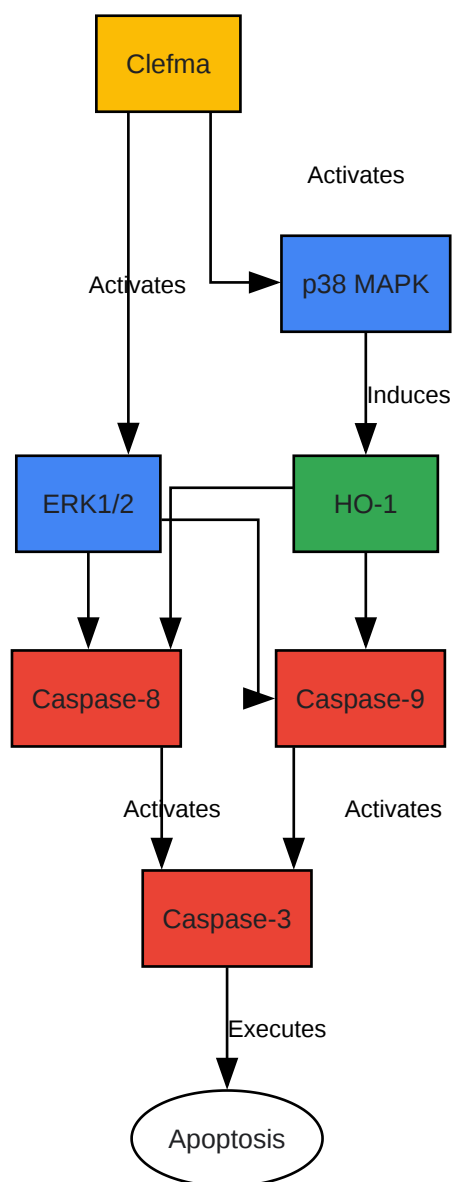 Clefma
Activates
Activates
p38 MAPK
Induces
ERK1/2
HO-1
Caspase-8
Caspase-9
Activates
Activates
Caspase-3
Executes
Apoptosis